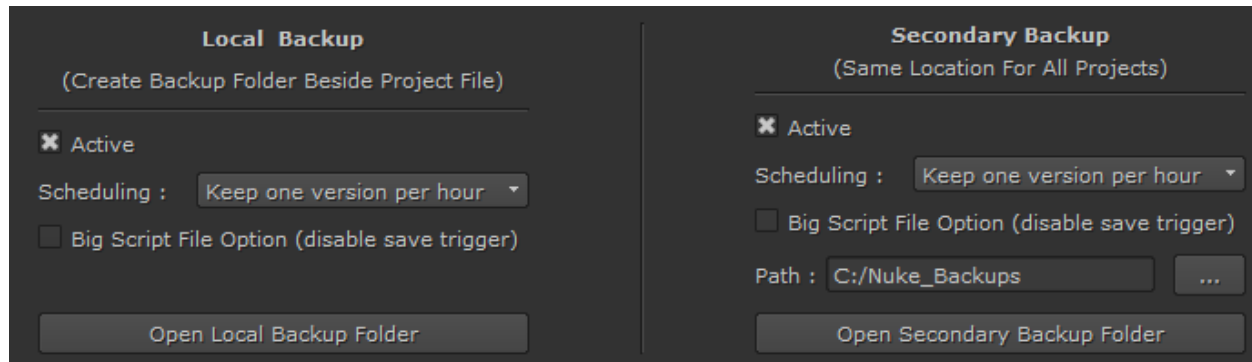 Local Backup
(Create Backup Folder Beside Project File)
Active
Scheduling : Keep one version per hour
Big Script File Option (disable save trigger)
Open Local Backup Folder
Secondary Backup
(Same Location For All Projects)
Active
Scheduling : Keep one version per hour
Big Script File Option (disable save trigger)
Path : C:/Nuke_Backups ...
Open Secondary Backup Folder